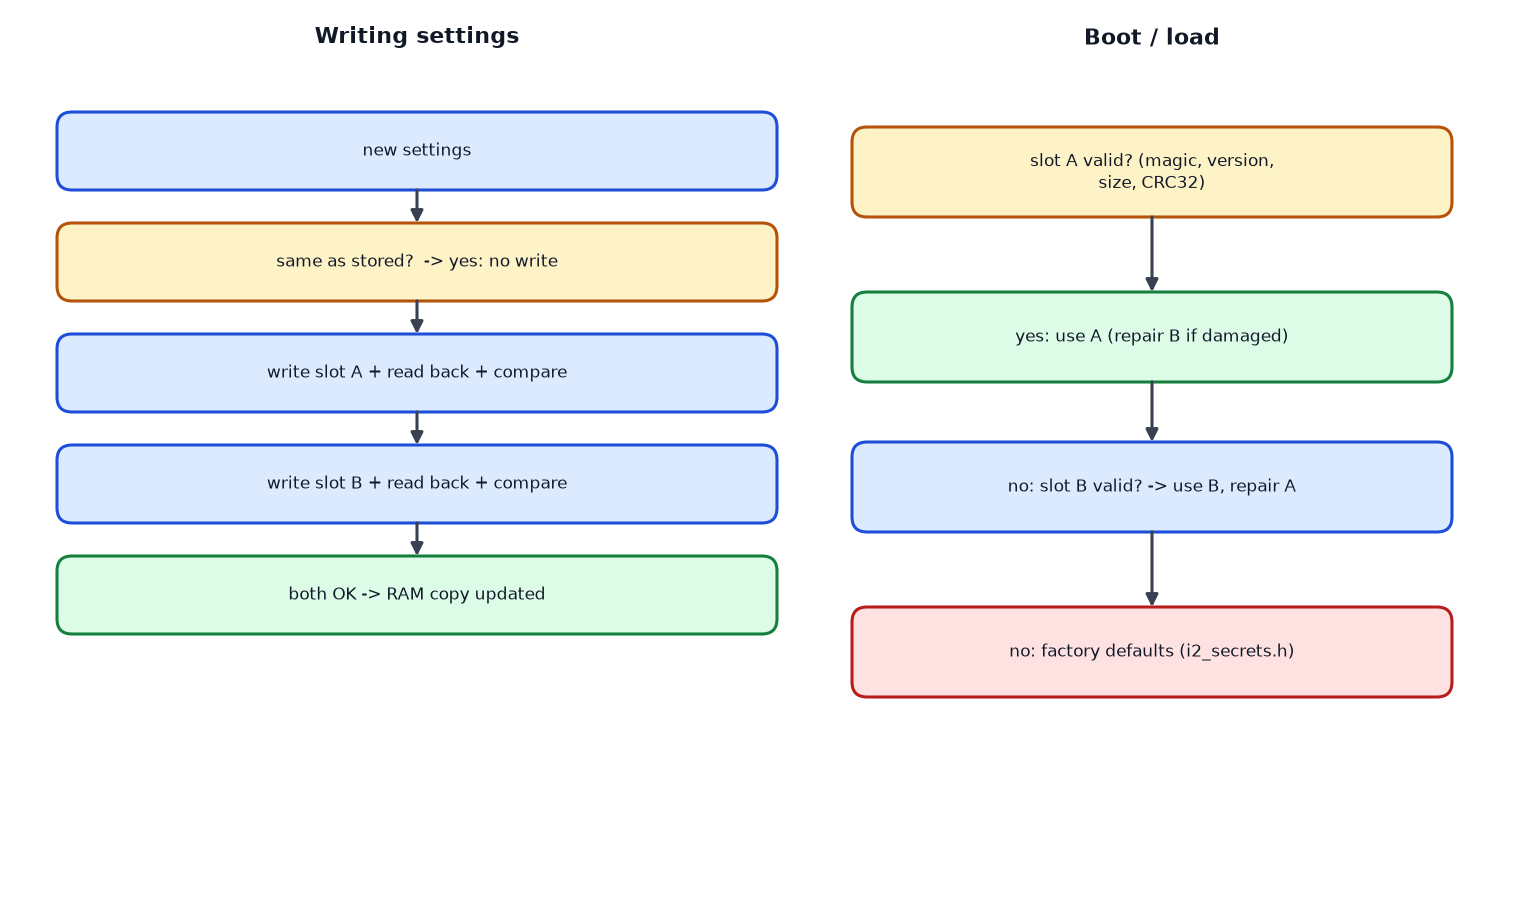 Writing settings
new settings
same as stored?  -> yes: no write
write slot A + read back + compare
write slot B + read back + compare
both OK -> RAM copy updated
Boot / load
slot A valid? (magic, version,
size, CRC32)
yes: use A (repair B if damaged)
no: slot B valid? -> use B, repair A
no: factory defaults (i2_secrets.h)